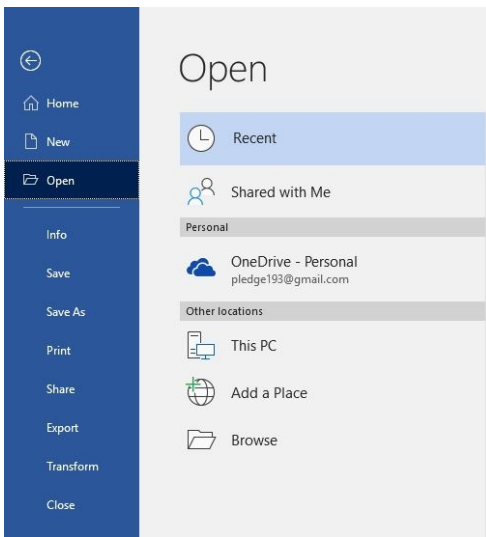 Home
New
Open
Info
Save
Save As
Print
Share
Export
Transform
Close
Open
Recent
Shared with Me
Personal
OneDrive - Personal
pledge193@gmail.com
Other locations
This PC
Add a Place
Browse